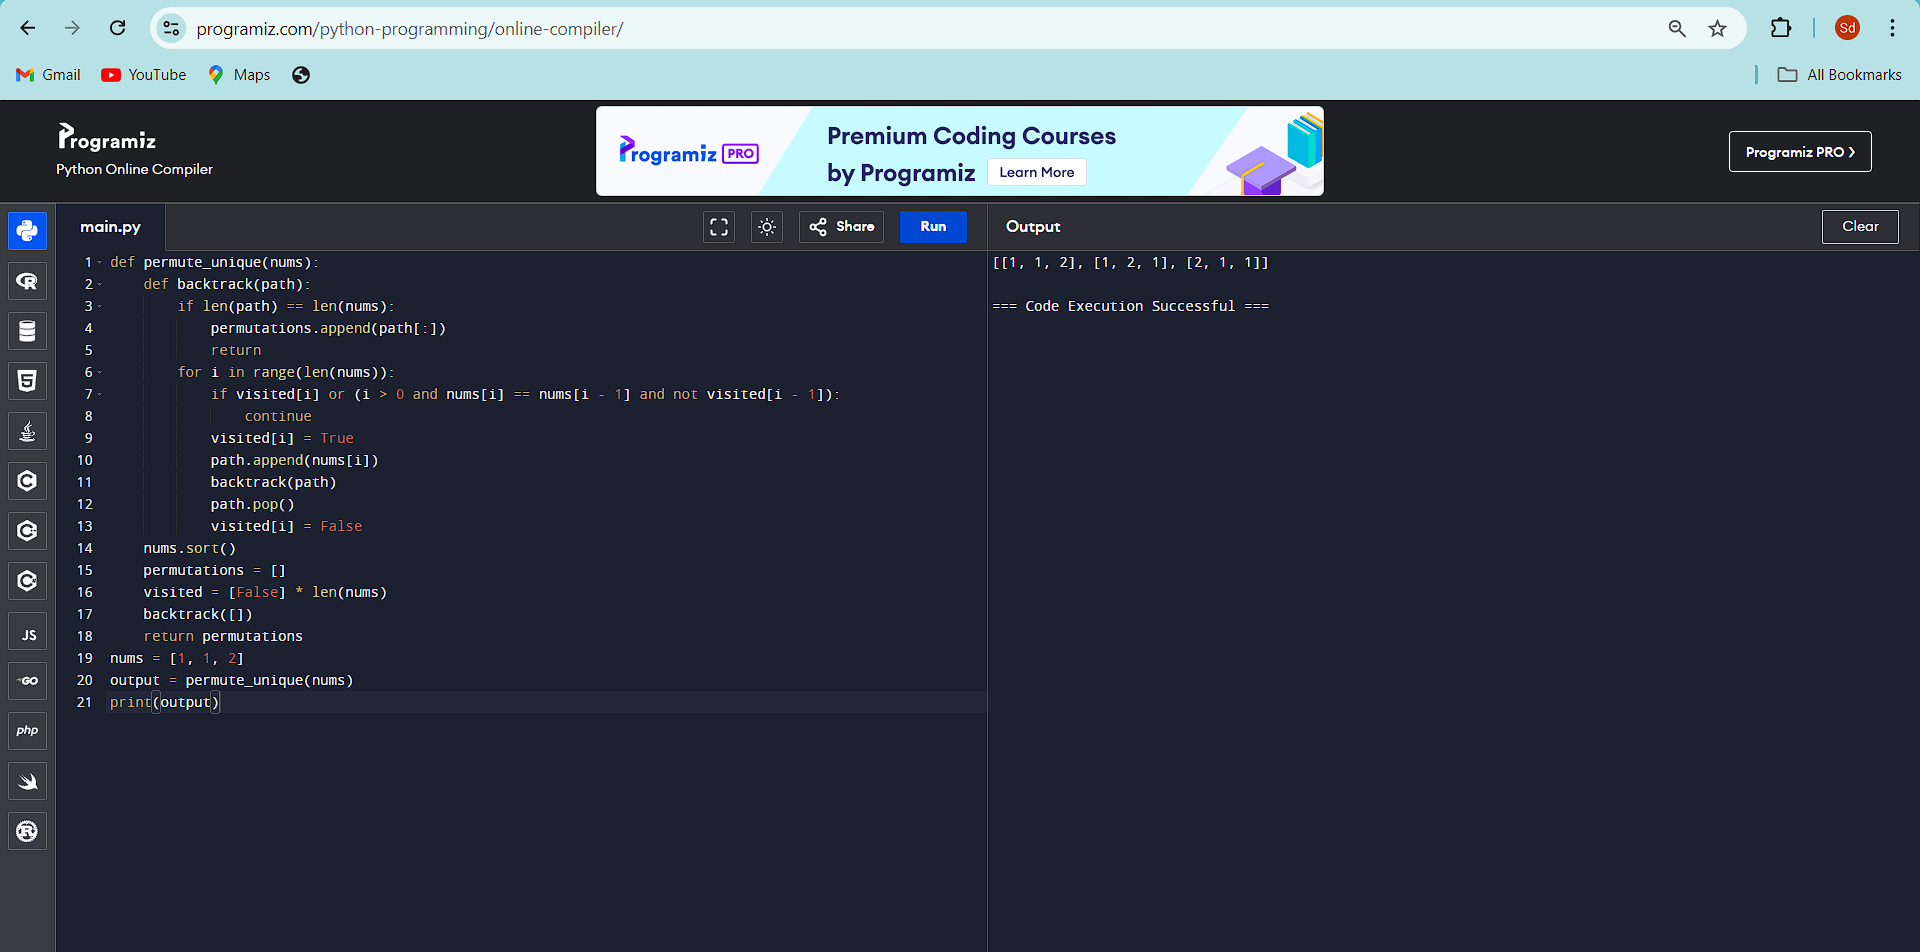 programiz.com/python-programming/online-compiler/
Sd
Gmail
YouTube
Maps
All Bookmarks
Programiz
Python Online Compiler
Programiz PRO
Premium Coding Courses
by Programiz
Learn More
Programiz PRO ❯
main.py
Share
Run
Output
Clear
1 def permute_unique(nums):
2     def backtrack(path):
3         if len(path) == len(nums):
4             permutations.append(path[:])
5             return
6         for i in range(len(nums)):
7             if visited[i] or (i > 0 and nums[i] == nums[i - 1] and not visited[i - 1]):
8                 continue
9             visited[i] = True
10             path.append(nums[i])
11             backtrack(path)
12             path.pop()
13             visited[i] = False
14     nums.sort()
15     permutations = []
16     visited = [False] * len(nums)
17     backtrack([])
18     return permutations
19 nums = [1, 1, 2]
20 output = permute_unique(nums)
21 print(output)
[[1, 1, 2], [1, 2, 1], [2, 1, 1]]
=== Code Execution Successful ===
R
5
C
C
C
JS
GO
php
R